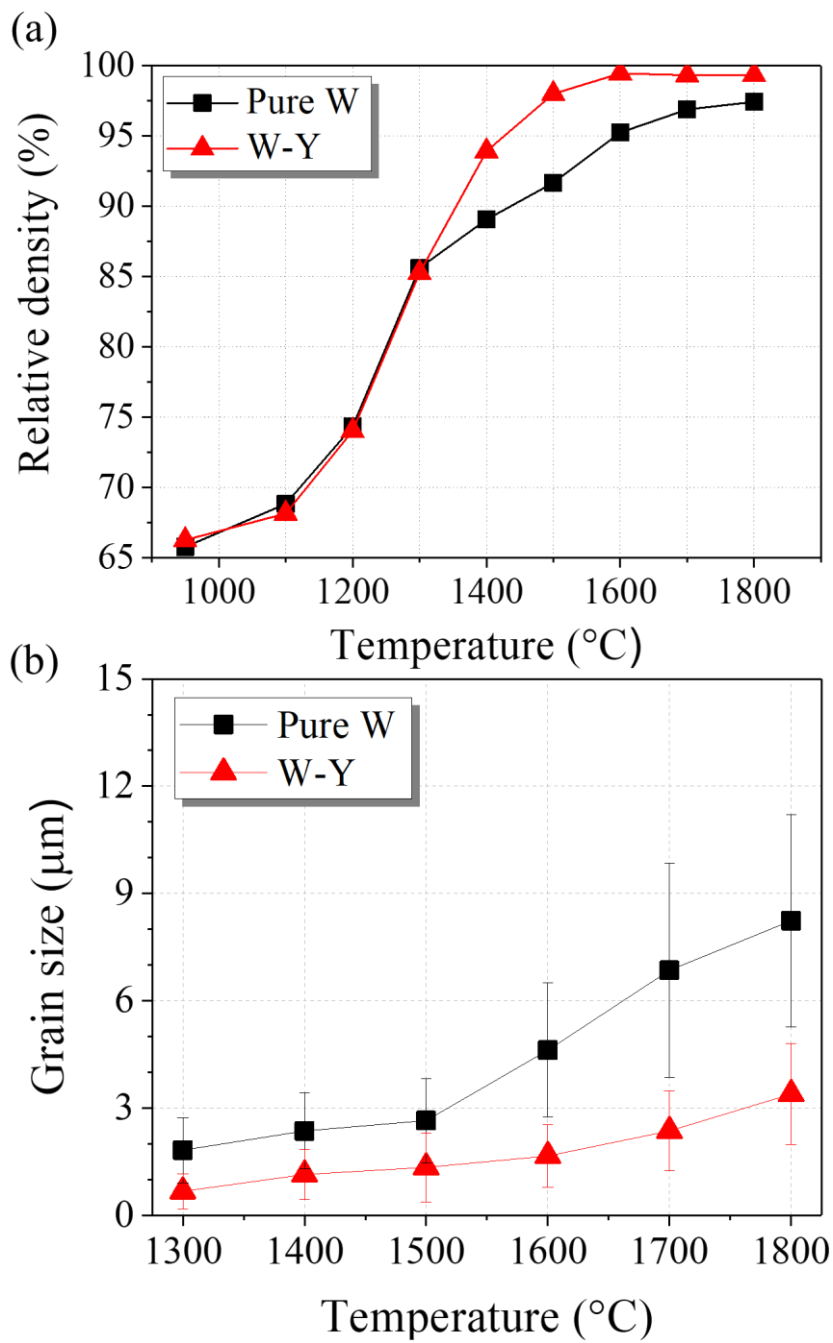 (a)
100
95
90
85
80
75
70
65
Relative density (%)
Pure W
W-Y
1000 1200 1400 1600 1800
Temperature (°C)
(b)
15
12
9
6
3
0
Grain size (μm)
Pure W
W-Y
1300 1400 1500 1600 1700 1800
Temperature (°C)